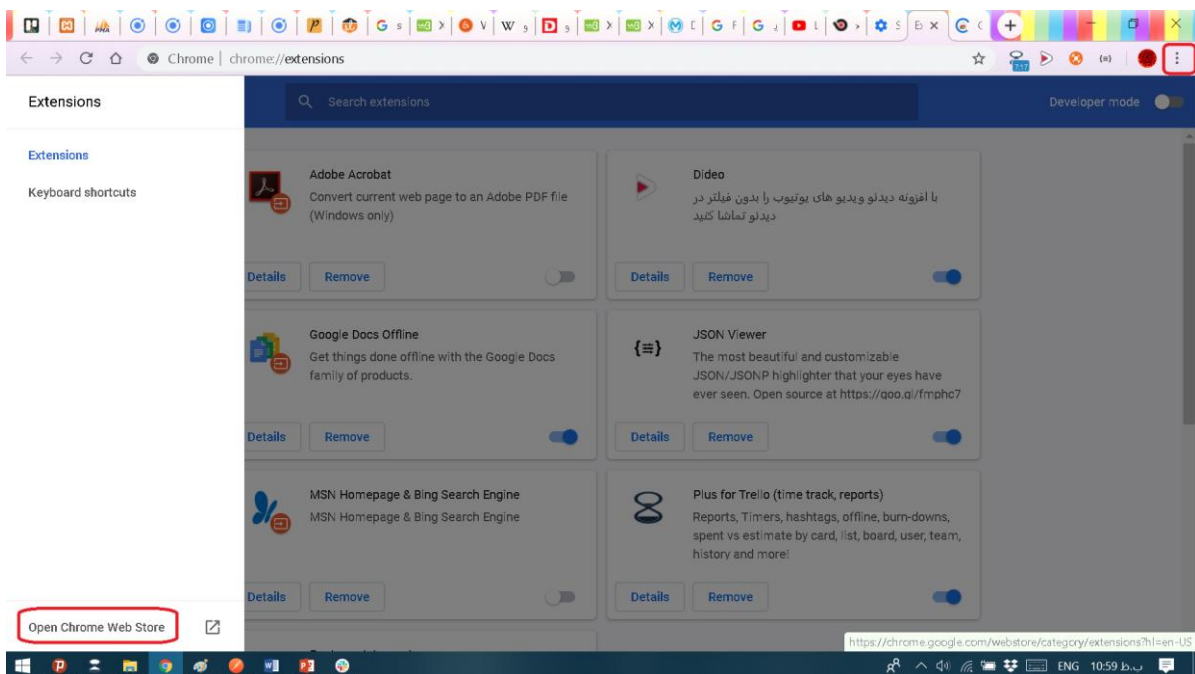 Chrome | chrome://extensions
7:17
Extensions
Search extensions
Developer mode
Extensions
Keyboard shortcuts
Adobe Acrobat
Convert current web page to an Adobe PDF file
(Windows only)
Details Remove
Dideo
با افزونه دیدئو ویدیو های یوتیوب را بدون فیلتر در
دیدئو تماشا کنید
Details Remove
Google Docs Offline
Get things done offline with the Google Docs
family of products.
Details Remove
JSON Viewer
The most beautiful and customizable
JSON/JSONP highlighter that your eyes have
ever seen. Open source at https://goo.gl/fmphc7
Details Remove
MSN Homepage & Bing Search Engine
MSN Homepage & Bing Search Engine
Details Remove
Plus for Trello (time track, reports)
Reports, Timers, hashtags, offline, burn-downs,
spent vs estimate by card, list, board, user, team,
history and more!
Details Remove
Open Chrome Web Store
https://chrome.google.com/webstore/category/extensions?hl=en-US
ENG 10:59 ب.ظ